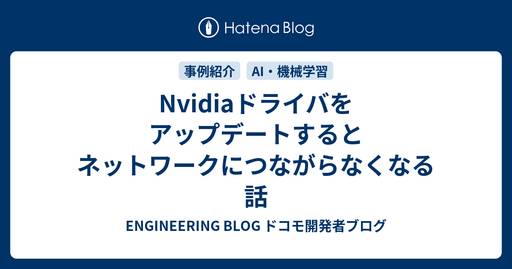 Hatena Blog
事例紹介 AI・機械学習
Nvidiaドライバを
アップデートすると
ネットワークにつながらなくなる
話
ENGINEERING BLOG ドコモ開発者ブログ